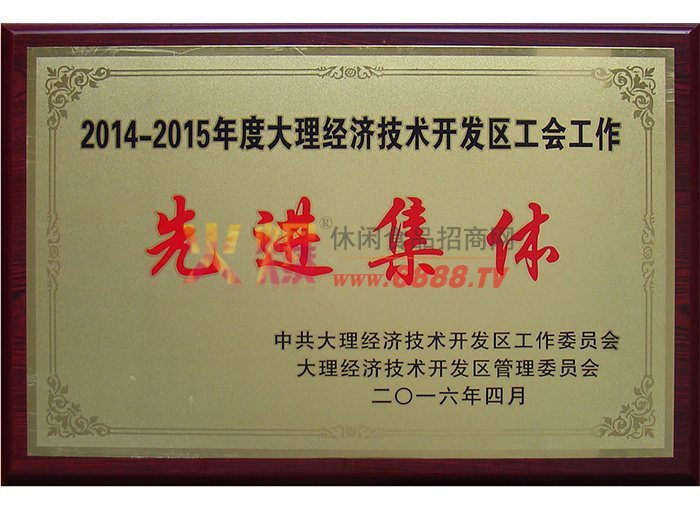 2014-2015年度大理经济技术开发区工会工作
先进集体
火爆®休闲食品招商网
www.6888.TV
中共大理经济技术开发区工作委员会
大理经济技术开发区管理委员会
二〇一六年四月